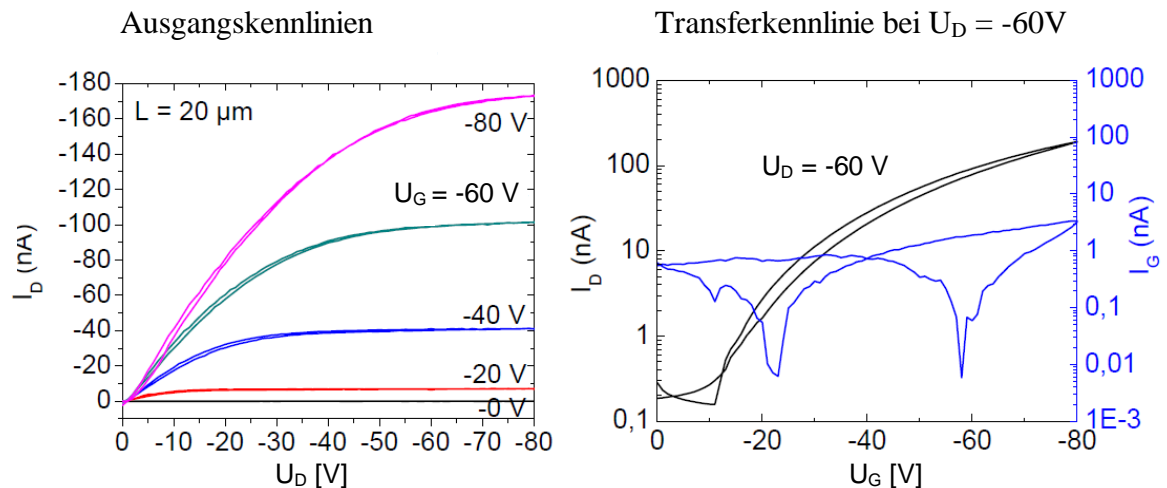 Ausgangskennlinien
Transferkennlinie bei U_D = -60V
-180
-160
-140
-120
-100
-80
-60
-40
-20
0
I_D (nA)
L = 20 µm
-80 V
U_G = -60 V
-40 V
-20 V
-0 V
0 -10 -20 -30 -40 -50 -60 -70 -80
U_D [V]
1000
100
10
1
0,1
I_D (nA)
U_D = -60 V
1000
100
10
1
0,1
0,01
1E-3
I_G (nA)
0 -20 -40 -60 -80
U_G [V]